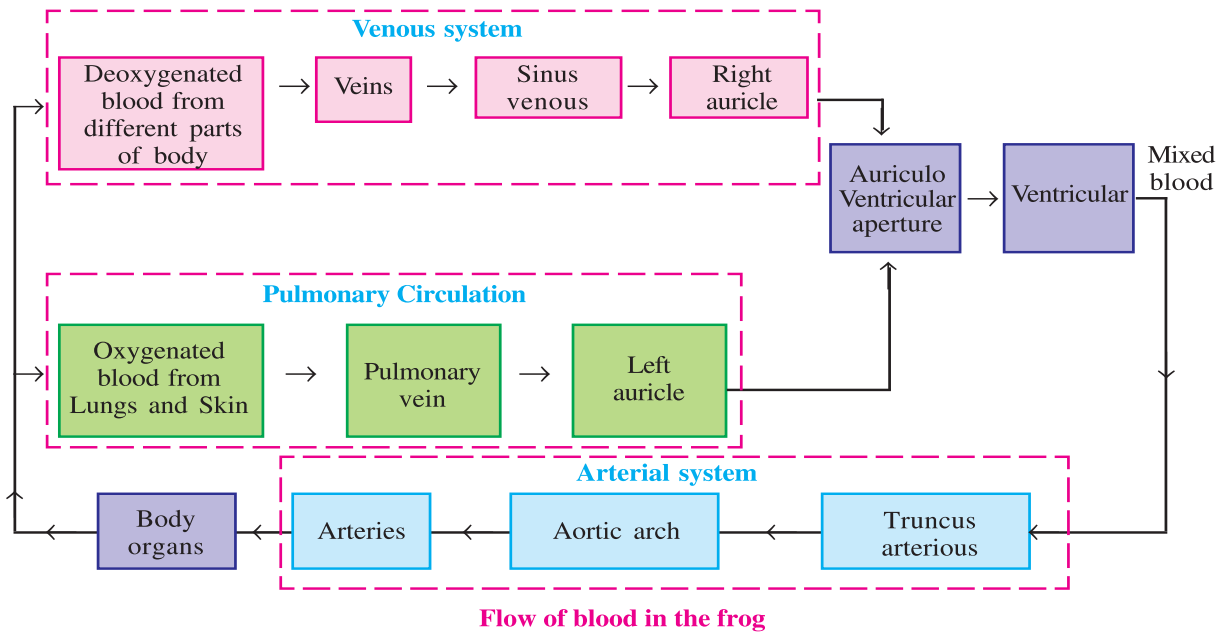 Venous system
Deoxygenated
blood from
different parts
of body
Veins
Sinus
venous
Right
auricle
Auriculo
Ventricular
aperture
Ventricular
Mixed
blood
Pulmonary Circulation
Oxygenated
blood from
Lungs and Skin
Pulmonary
vein
Left
auricle
Arterial system
Body
organs
Arteries
Aortic arch
Truncus
arterious
Flow of blood in the frog